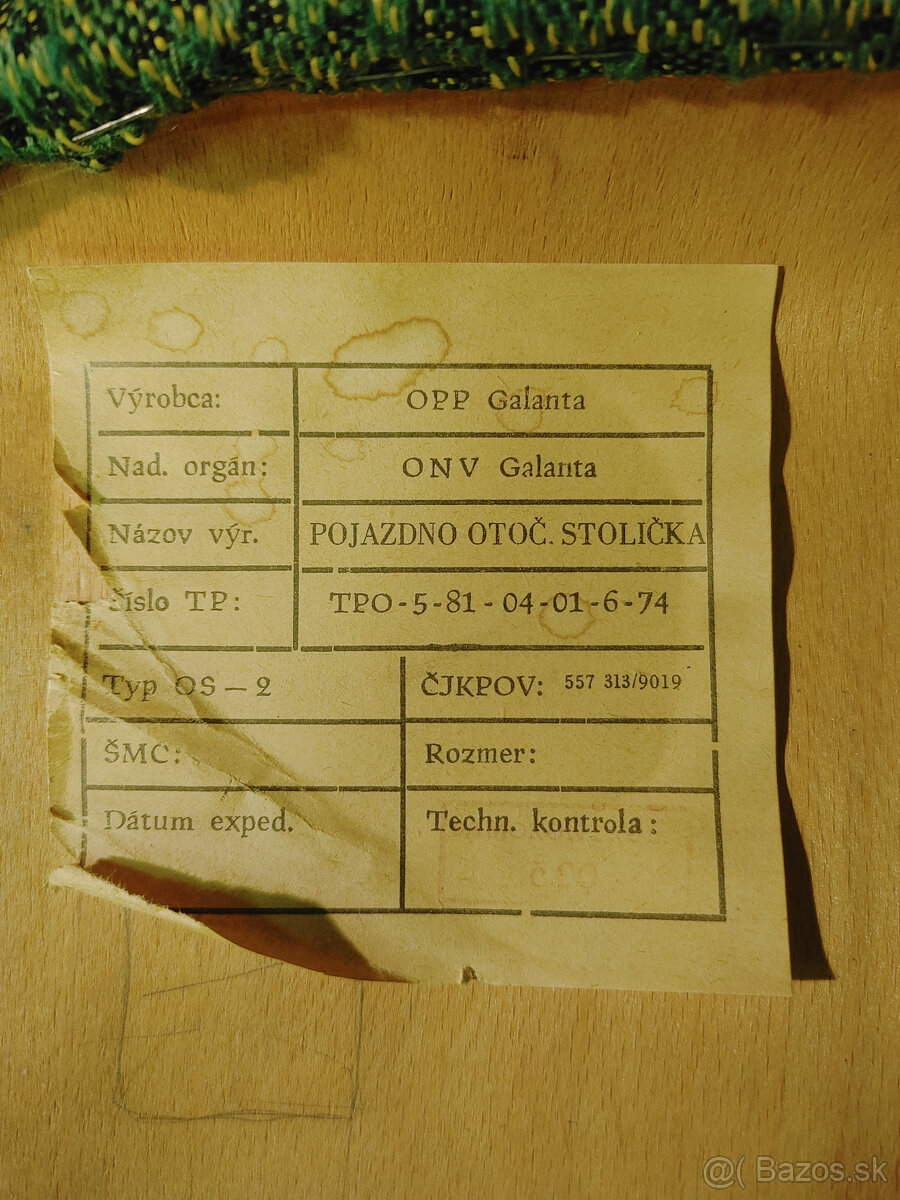 Výrobca: OPP Galanta
Nad. orgán: ONV Galanta
Názov výr. POJAZDNO OTOČ. STOLIČKA
Číslo TP: TPO-5-81-04-01-6-74
Typ OS-2 ČJKPOV: 557 313/9019
ŠMC: Rozmer:
Dátum exped. Techn. kontrola:
@( Bazos.sk